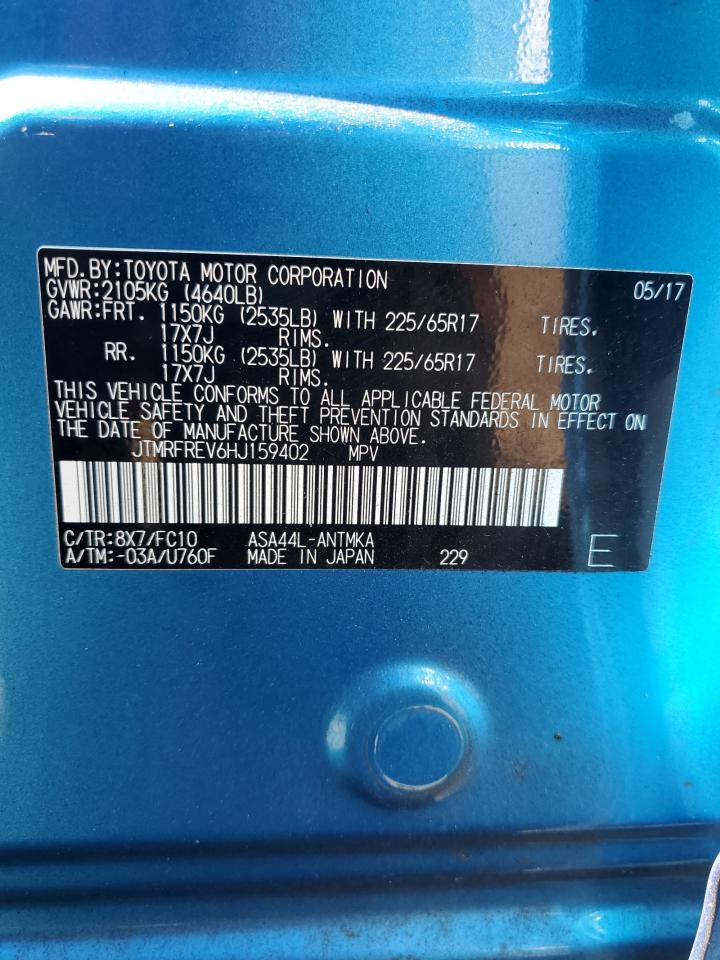 MFD.BY:TOYOTA MOTOR CORPORATION 05/17
GVWR:2105KG (4640LB)
GAWR:FRT. 1150KG (2535LB) WITH 225/65R17 TIRES.
17X7J RIMS.
RR. 1150KG (2535LB) WITH 225/65R17 TIRES.
17X7J RIMS.
THIS VEHICLE CONFORMS TO ALL APPLICABLE FEDERAL MOTOR
VEHICLE SAFETY AND THEFT PREVENTION STANDARDS IN EFFECT ON
THE DATE OF MANUFACTURE SHOWN ABOVE.
JTMRFREV6HJ159402 MPV
C/TR:8X7/FC10 ASA44L-ANTMKA
A/TM:-03A/U760F MADE IN JAPAN 229 E